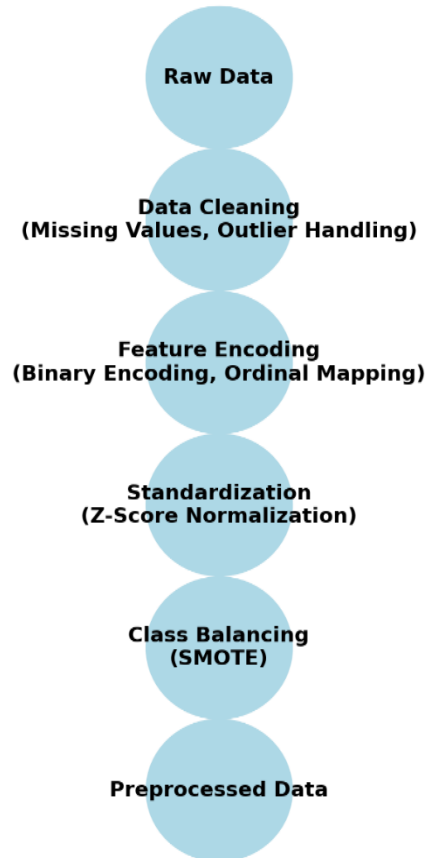 Raw Data
Data Cleaning
(Missing Values, Outlier Handling)
Feature Encoding
(Binary Encoding, Ordinal Mapping)
Standardization
(Z-Score Normalization)
Class Balancing
(SMOTE)
Preprocessed Data